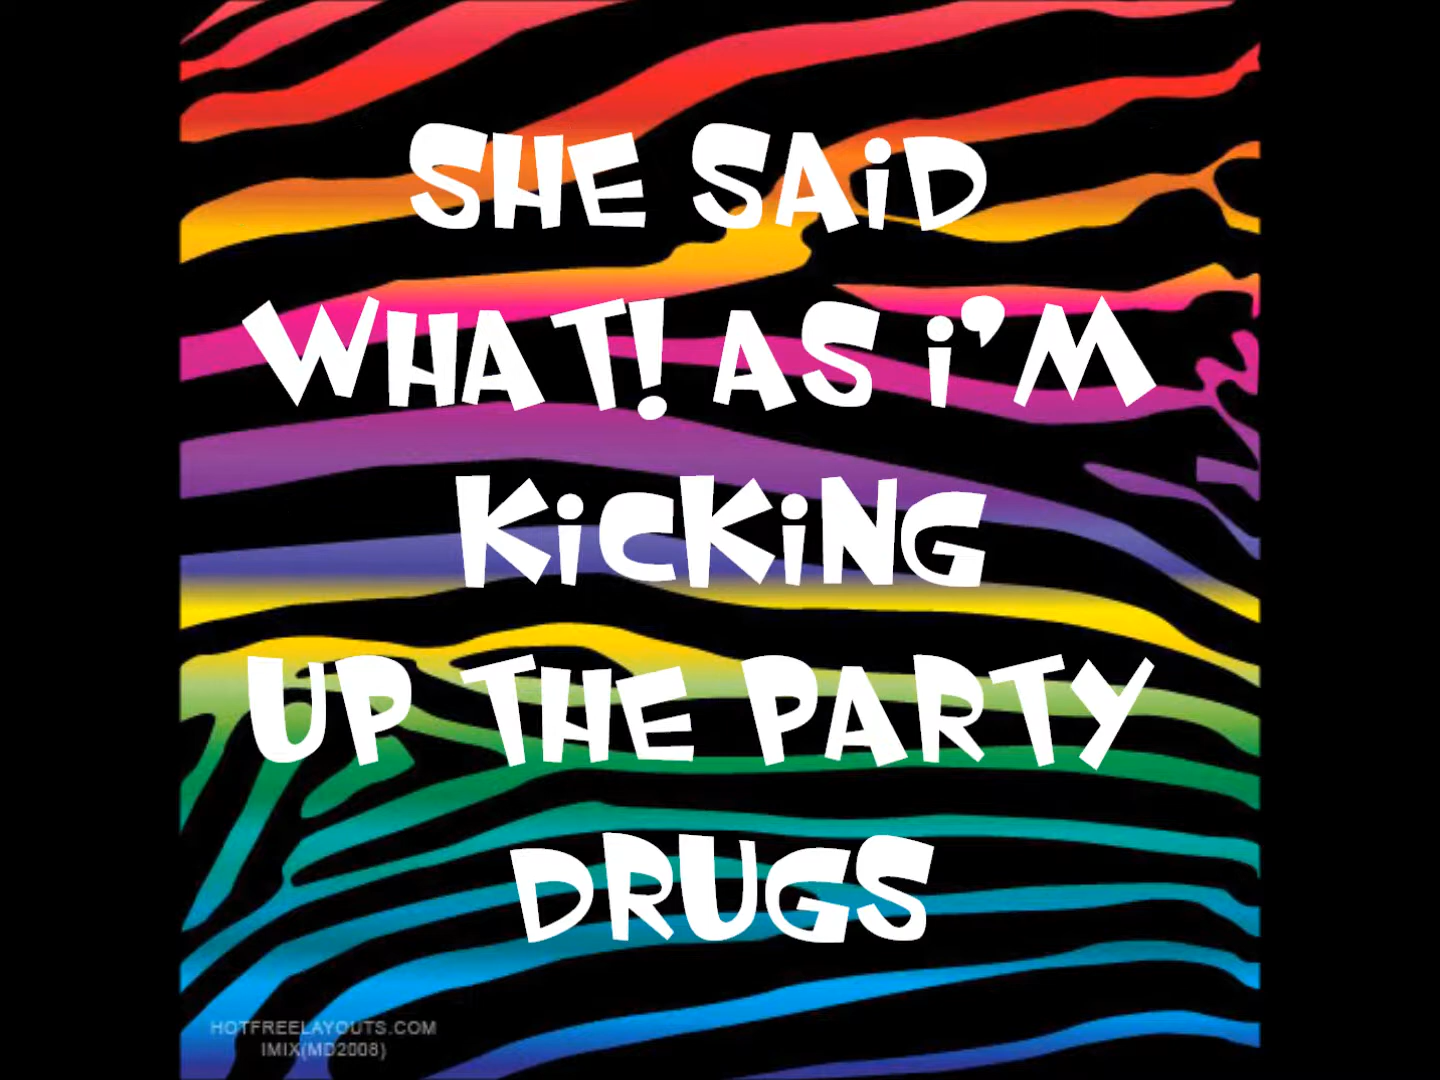 SHE SAiD
WHAT! AS i'M
KiCKiNG
UP THE PARTY
DRUGS
HOTFREELAYOUTS.COM
IMIX(MD2008)